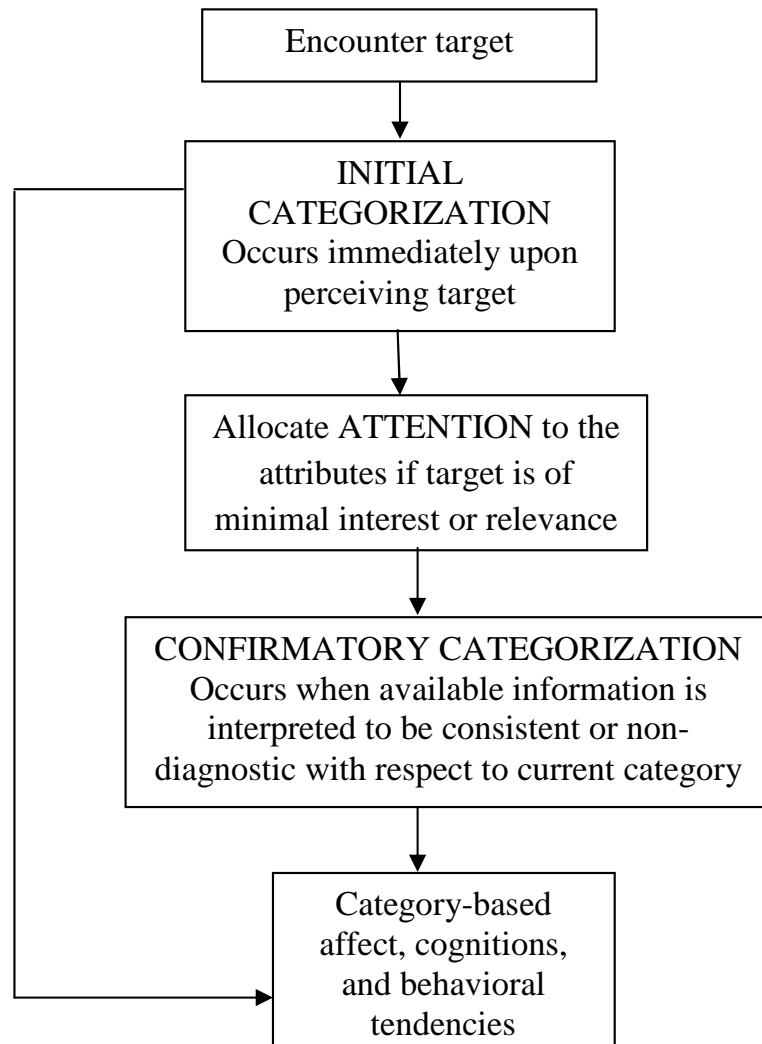 Encounter target
INITIAL
CATEGORIZATION
Occurs immediately upon
perceiving target
Allocate ATTENTION to the
attributes if target is of
minimal interest or relevance
CONFIRMATORY CATEGORIZATION
Occurs when available information is
interpreted to be consistent or non-
diagnostic with respect to current category
Category-based
affect, cognitions,
and behavioral
tendencies